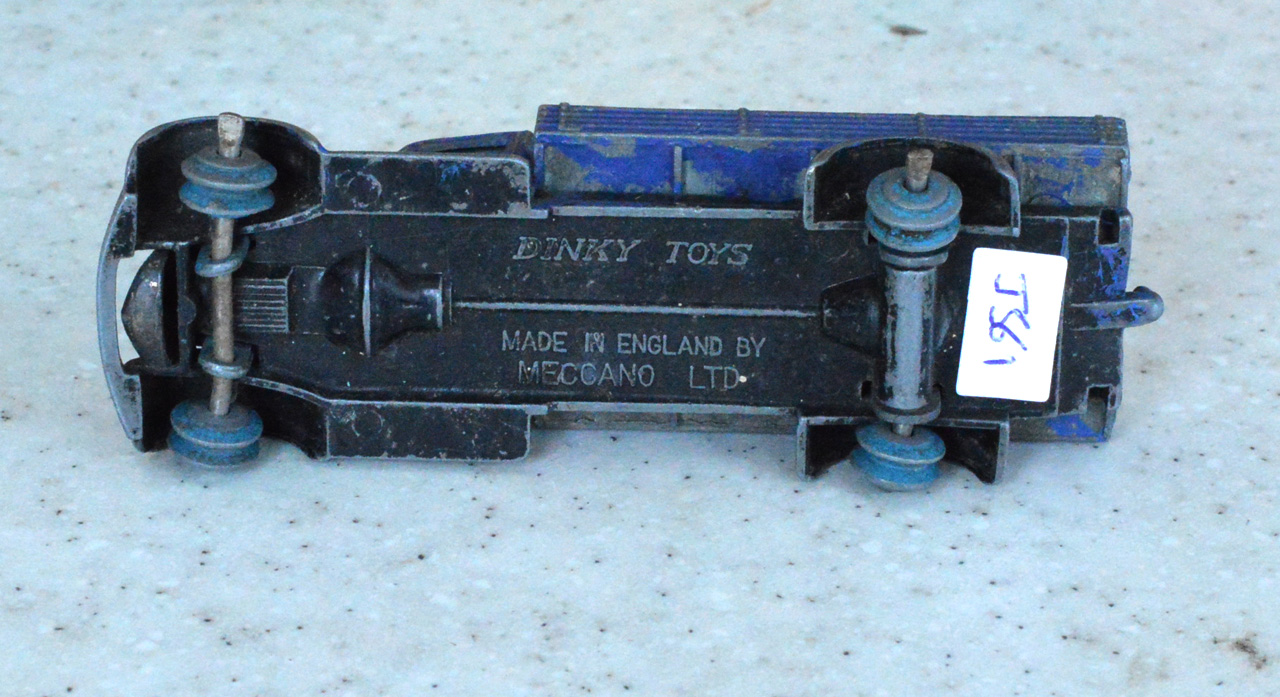 DINKY TOYS
MADE IN ENGLAND BY
MECCANO LTD.